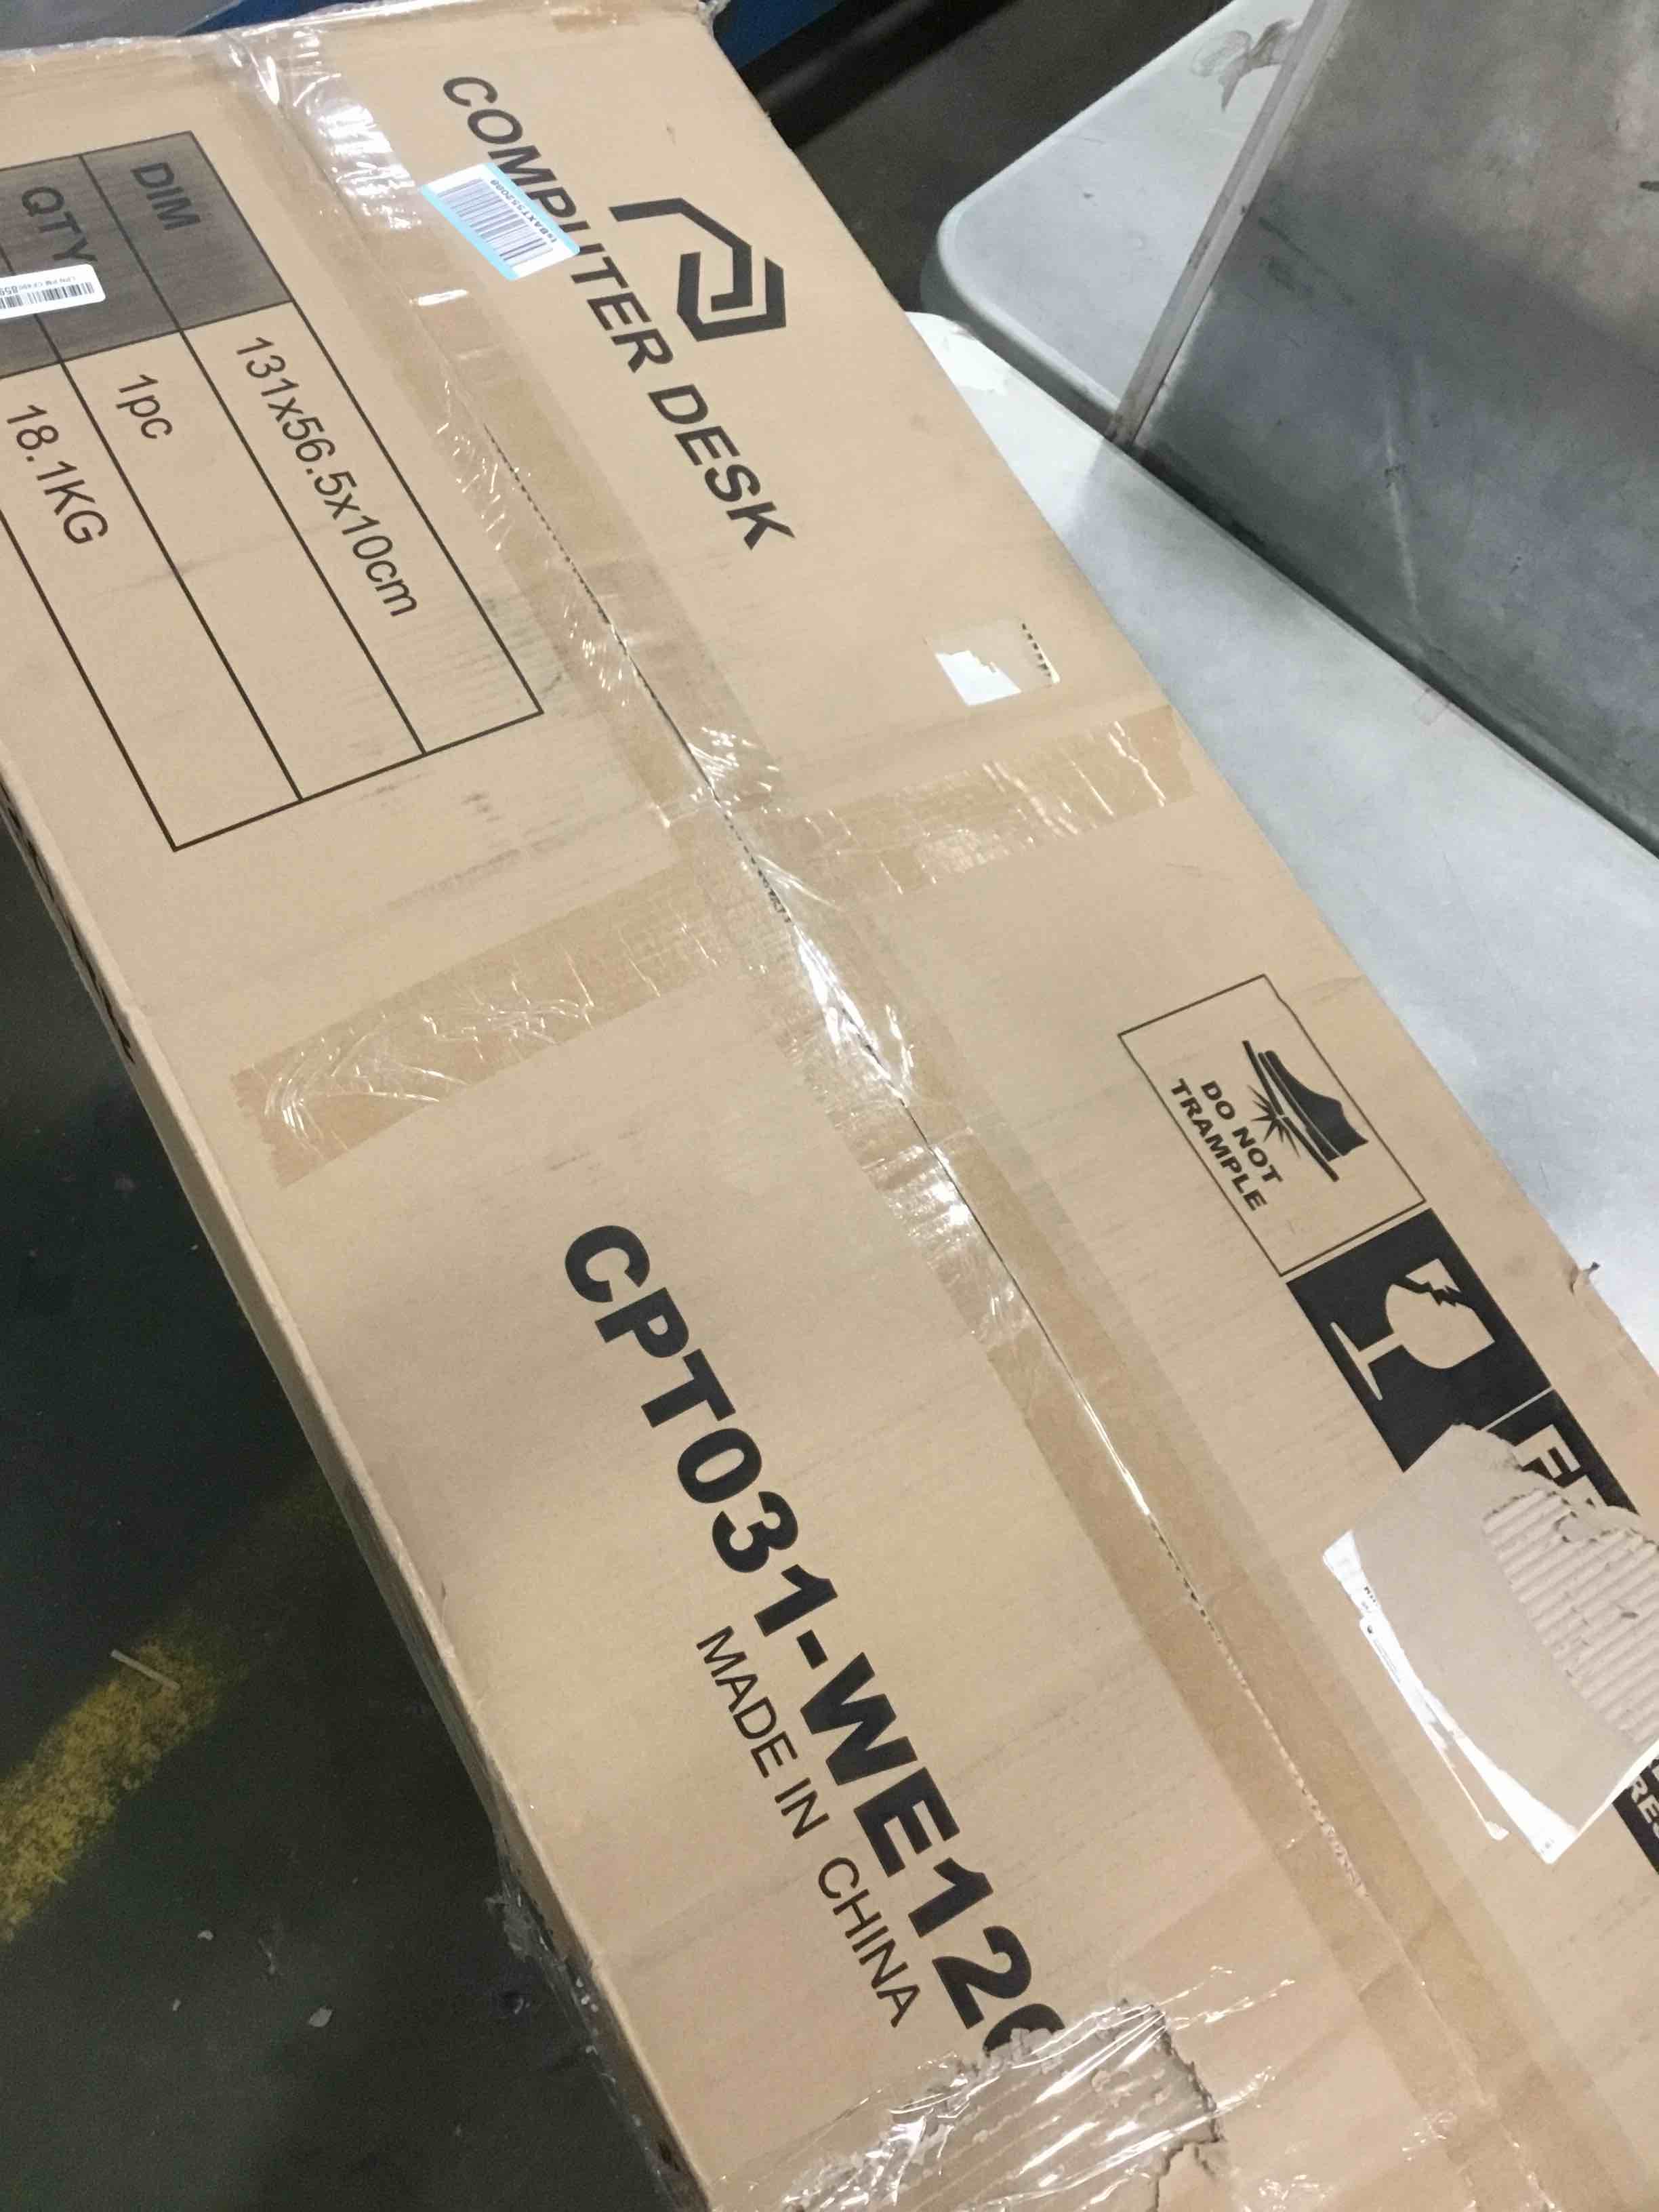 COMPUTER DESK
DIM 131x56.5x10cm
QTY 1pc
18.1KG
DO NOT
TRAMPLE
CPT031-WE12
MADE IN CHINA